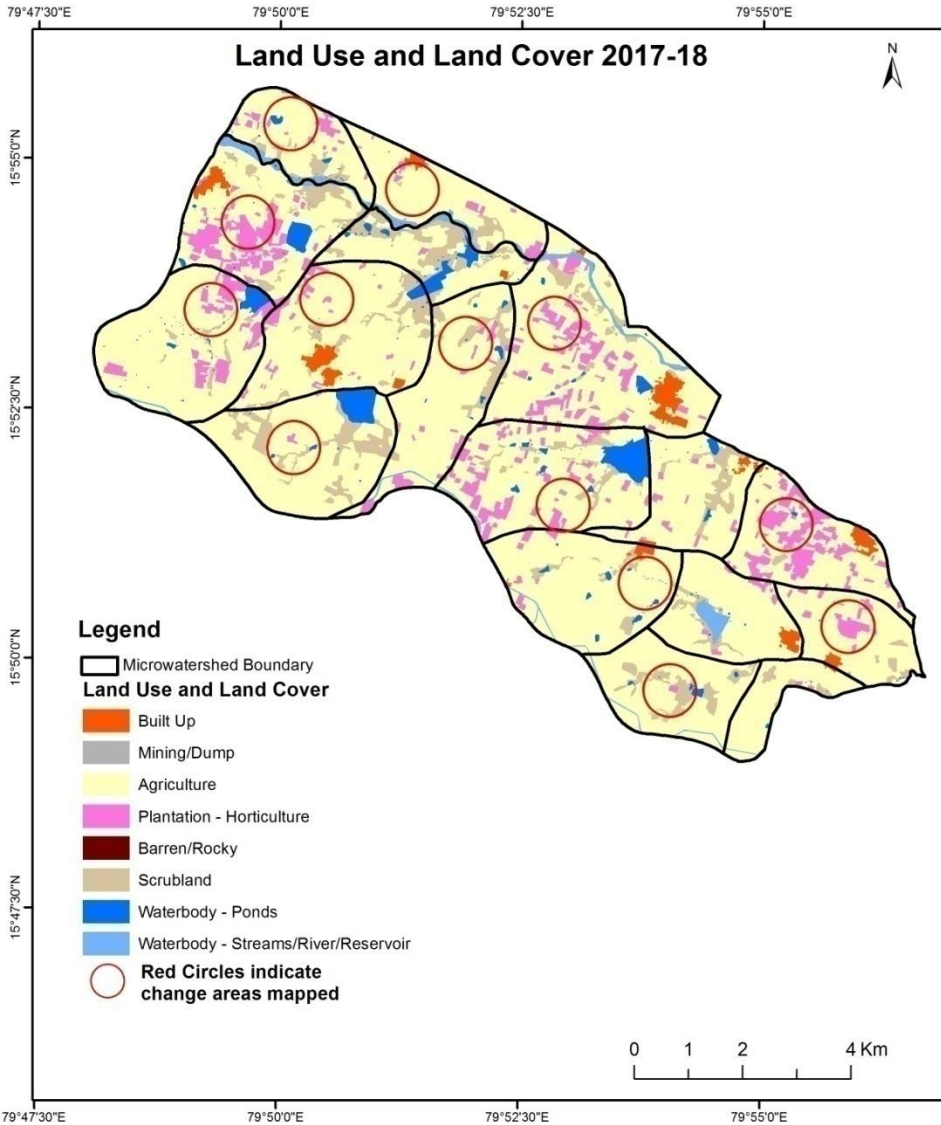 79°47'30"E 79°50'0"E 79°52'30"E 79°55'0"E
Land Use and Land Cover 2017-18
N
15°55'0"N
15°52'30"N
15°50'0"N
15°47'30"N
Legend
Microwatershed Boundary
Land Use and Land Cover
Built Up
Mining/Dump
Agriculture
Plantation - Horticulture
Barren/Rocky
Scrubland
Waterbody - Ponds
Waterbody - Streams/River/Reservoir
Red Circles indicate
change areas mapped
0 1 2 4 Km
79°47'30"E 79°50'0"E 79°52'30"E 79°55'0"E